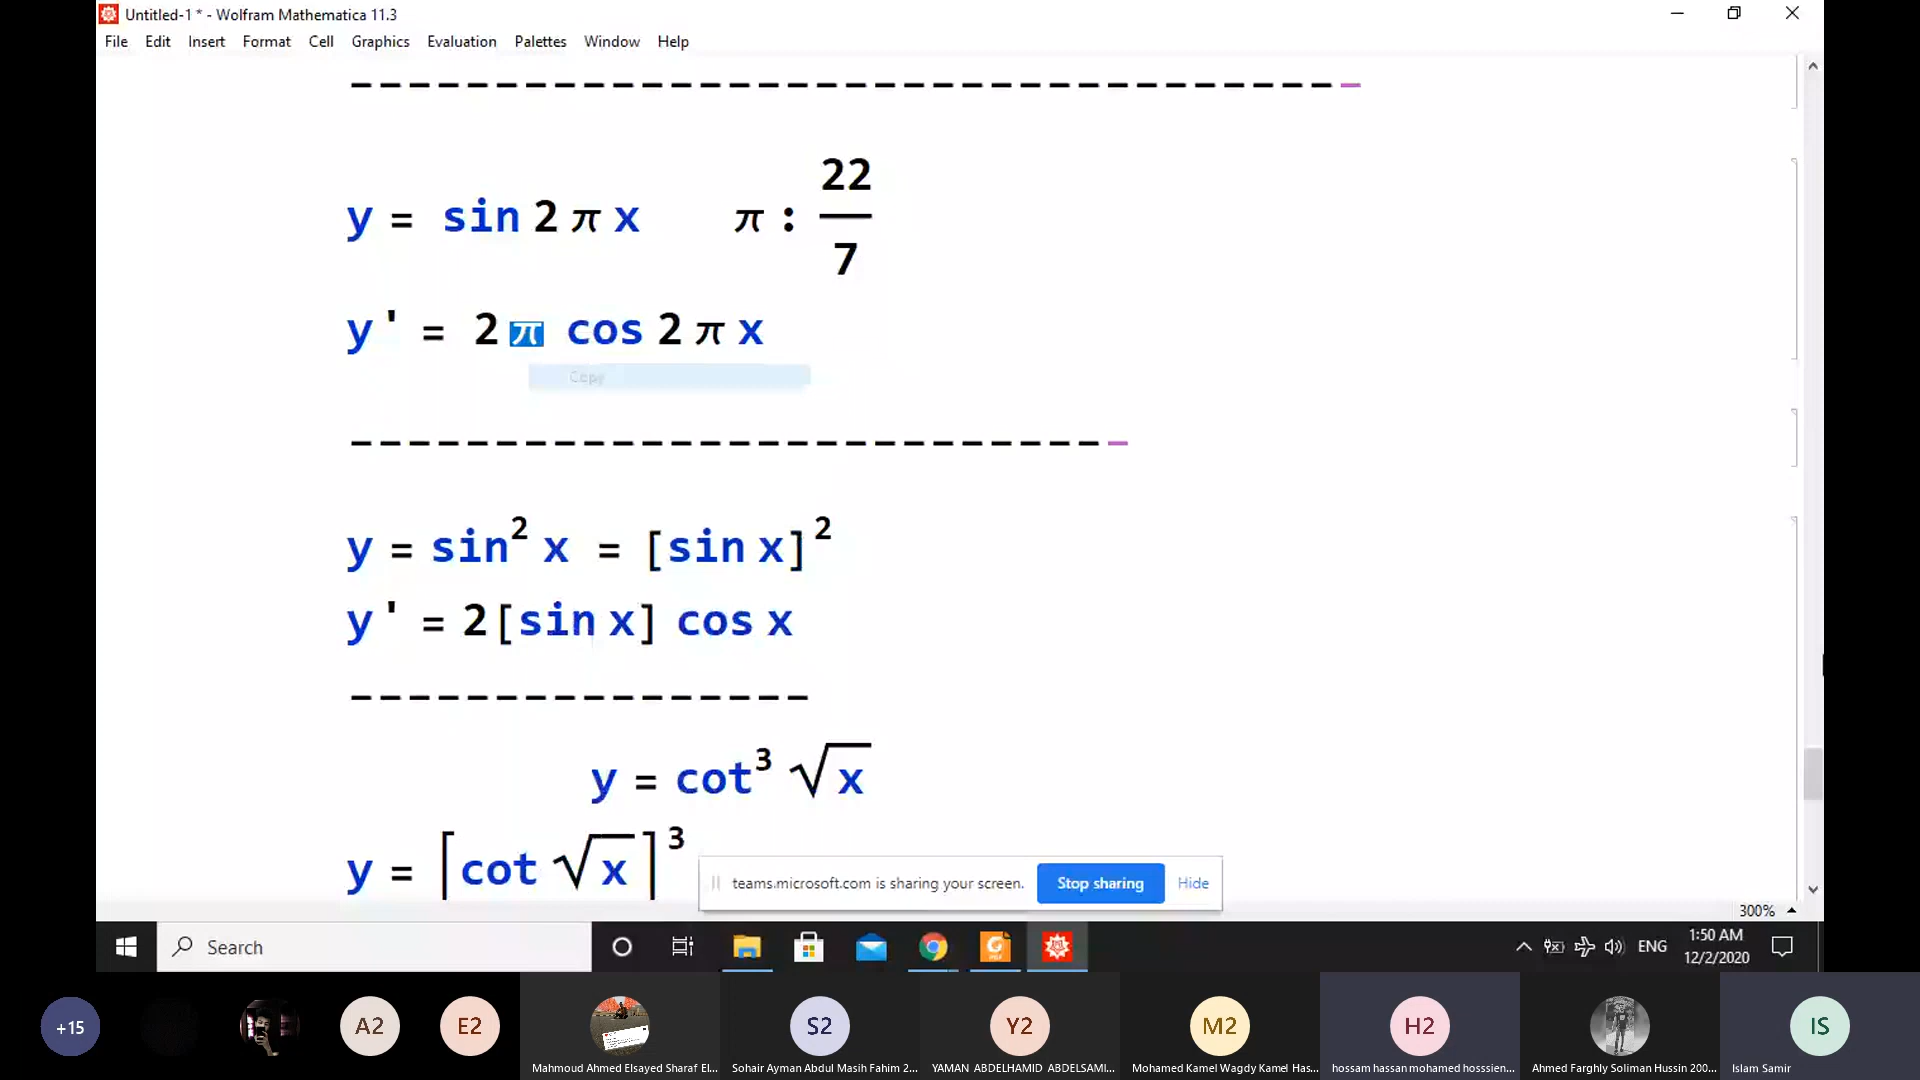 Untitled-1 * - Wolfram Mathematica 11.3
File Edit Insert Format Cell Graphics Evaluation Palettes Window Help
-----------------------------------
y = sin 2 π x π : 22/7
y ' = 2 π cos 2 π x
Copy
---------------------------
y = sin² x = [sin x]²
y ' = 2 [sin x] cos x
----------------
y = cot³ √x
y = [cot √x]³
teams.microsoft.com is sharing your screen. Stop sharing Hide
300%
Search
ENG
1:50 AM
12/2/2020
+15 A2 E2 S2 Y2 M2 H2 IS
Mahmoud Ahmed Elsayed Sharaf El... Sohair Ayman Abdul Masih Fahim 2... YAMAN ABDELHAMID ABDELSAMI... Mohamed Kamel Wagdy Kamel Has... hossam hassan mohamed hosssien... Ahmed Farghly Soliman Hussin 200... Islam Samir